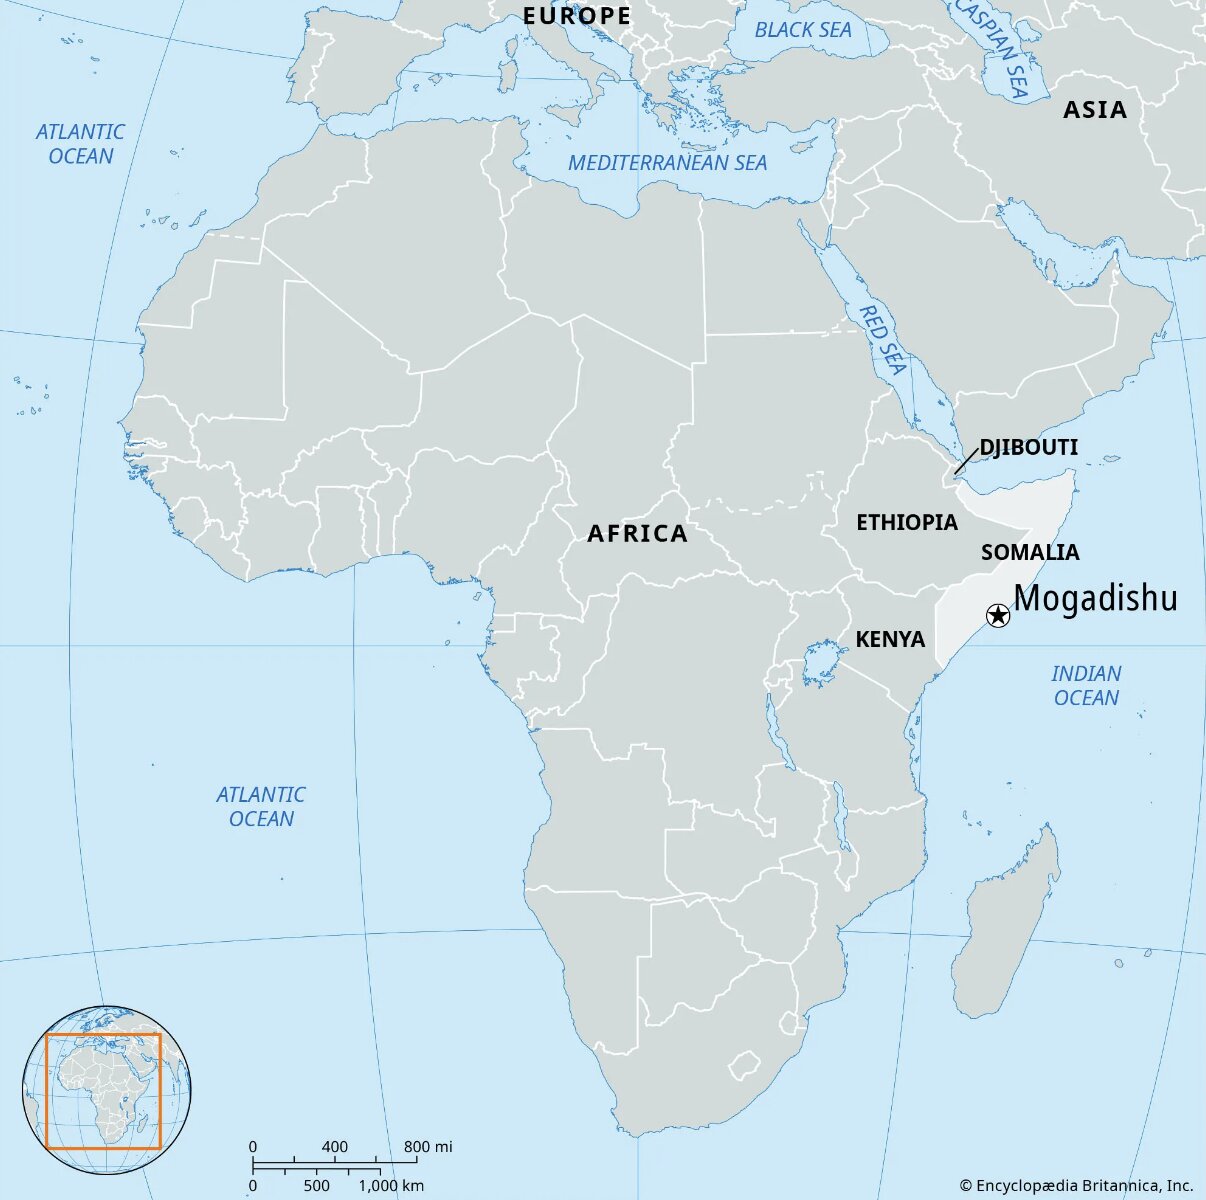 EUROPE
BLACK SEA
CASPIAN SEA
ASIA
ATLANTIC
OCEAN
MEDITERRANEAN SEA
RED SEA
DJIBOUTI
ETHIOPIA
AFRICA
SOMALIA
Mogadishu
KENYA
INDIAN
OCEAN
ATLANTIC
OCEAN
0 400 800 mi
0 500 1,000 km
© Encyclopædia Britannica, Inc.